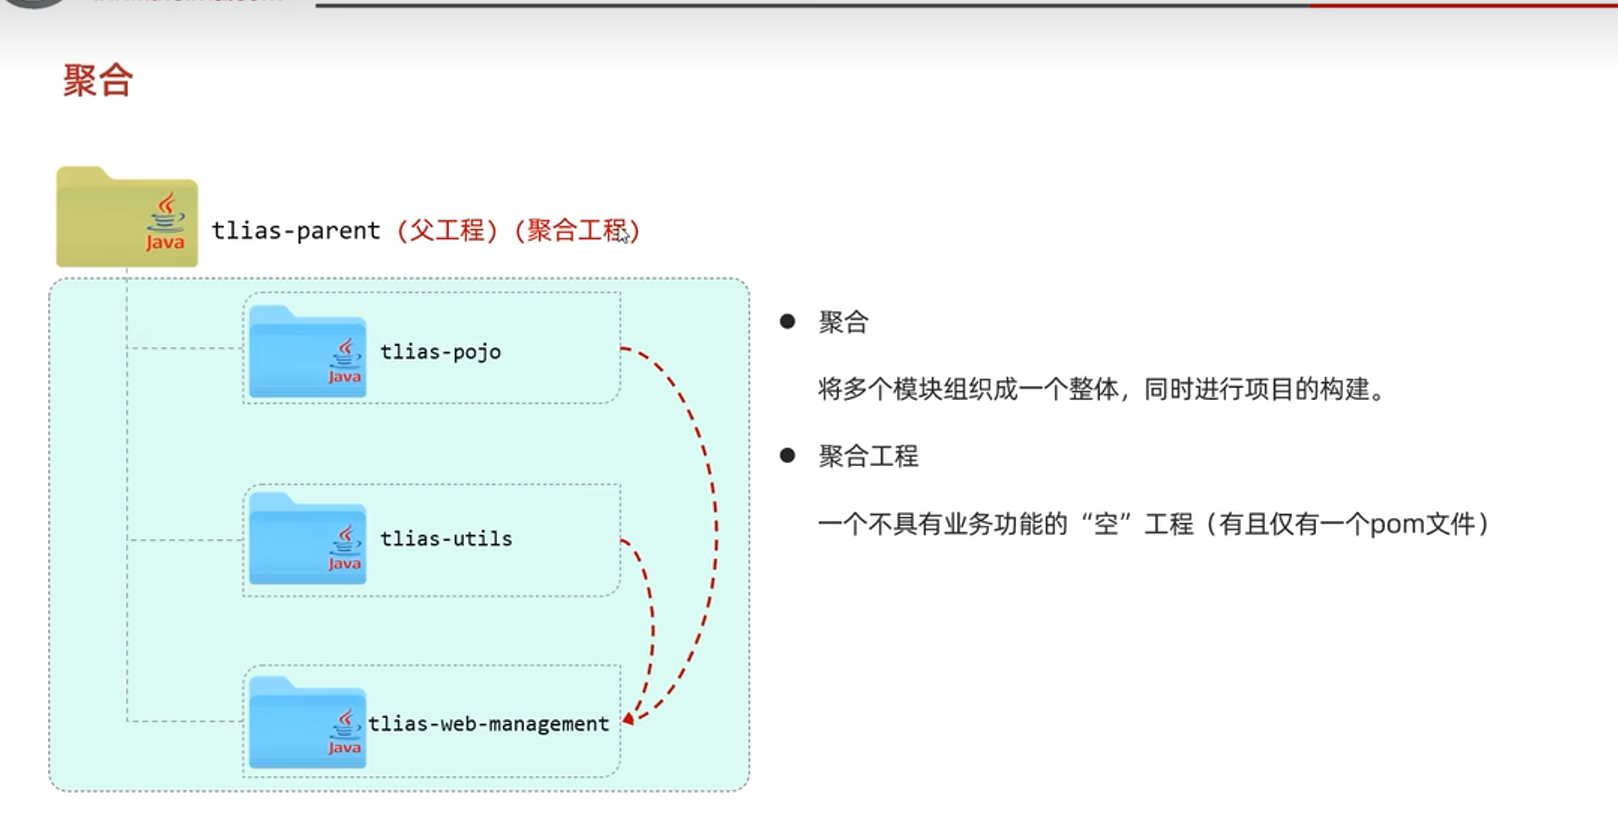 聚合
Java
tlias-parent（父工程）（聚合工程）
Java
tlias-pojo
Java
tlias-utils
Java
tlias-web-management
● 聚合
将多个模块组织成一个整体，同时进行项目的构建。
● 聚合工程
一个不具有业务功能的“空”工程（有且仅有一个pom文件）